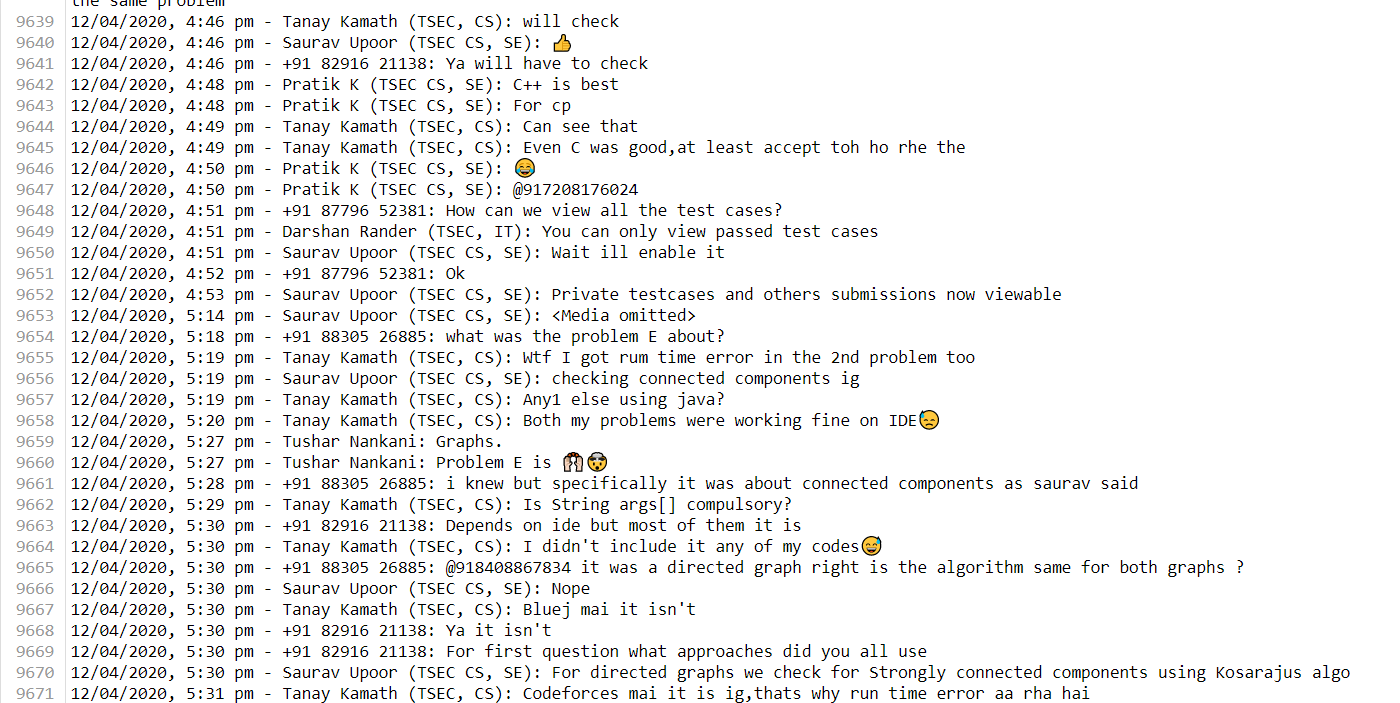 the same problem
9639 12/04/2020, 4:46 pm - Tanay Kamath (TSEC, CS): will check
9640 12/04/2020, 4:46 pm - Saurav Upoor (TSEC CS, SE): 👍
9641 12/04/2020, 4:46 pm - +91 82916 21138: Ya will have to check
9642 12/04/2020, 4:48 pm - Pratik K (TSEC CS, SE): C++ is best
9643 12/04/2020, 4:48 pm - Pratik K (TSEC CS, SE): For cp
9644 12/04/2020, 4:49 pm - Tanay Kamath (TSEC, CS): Can see that
9645 12/04/2020, 4:49 pm - Tanay Kamath (TSEC, CS): Even C was good,at least accept toh ho rhe the
9646 12/04/2020, 4:50 pm - Pratik K (TSEC CS, SE): 😂
9647 12/04/2020, 4:50 pm - Pratik K (TSEC CS, SE): @917208176024
9648 12/04/2020, 4:51 pm - +91 87796 52381: How can we view all the test cases?
9649 12/04/2020, 4:51 pm - Darshan Rander (TSEC, IT): You can only view passed test cases
9650 12/04/2020, 4:51 pm - Saurav Upoor (TSEC CS, SE): Wait ill enable it
9651 12/04/2020, 4:52 pm - +91 87796 52381: Ok
9652 12/04/2020, 4:53 pm - Saurav Upoor (TSEC CS, SE): Private testcases and others submissions now viewable
9653 12/04/2020, 5:14 pm - Saurav Upoor (TSEC CS, SE): <Media omitted>
9654 12/04/2020, 5:18 pm - +91 88305 26885: what was the problem E about?
9655 12/04/2020, 5:19 pm - Tanay Kamath (TSEC, CS): Wtf I got rum time error in the 2nd problem too
9656 12/04/2020, 5:19 pm - Saurav Upoor (TSEC CS, SE): checking connected components ig
9657 12/04/2020, 5:19 pm - Tanay Kamath (TSEC, CS): Any1 else using java?
9658 12/04/2020, 5:20 pm - Tanay Kamath (TSEC, CS): Both my problems were working fine on IDE😓
9659 12/04/2020, 5:27 pm - Tushar Nankani: Graphs.
9660 12/04/2020, 5:27 pm - Tushar Nankani: Problem E is 🙌🏻🤯
9661 12/04/2020, 5:28 pm - +91 88305 26885: i knew but specifically it was about connected components as saurav said
9662 12/04/2020, 5:29 pm - Tanay Kamath (TSEC, CS): Is String args[] compulsory?
9663 12/04/2020, 5:30 pm - +91 82916 21138: Depends on ide but most of them it is
9664 12/04/2020, 5:30 pm - Tanay Kamath (TSEC, CS): I didn't include it any of my codes😅
9665 12/04/2020, 5:30 pm - +91 88305 26885: @918408867834 it was a directed graph right is the algorithm same for both graphs ?
9666 12/04/2020, 5:30 pm - Saurav Upoor (TSEC CS, SE): Nope
9667 12/04/2020, 5:30 pm - Tanay Kamath (TSEC, CS): Bluej mai it isn't
9668 12/04/2020, 5:30 pm - +91 82916 21138: Ya it isn't
9669 12/04/2020, 5:30 pm - +91 82916 21138: For first question what approaches did you all use
9670 12/04/2020, 5:30 pm - Saurav Upoor (TSEC CS, SE): For directed graphs we check for Strongly connected components using Kosarajus algo
9671 12/04/2020, 5:31 pm - Tanay Kamath (TSEC, CS): Codeforces mai it is ig,thats why run time error aa rha hai